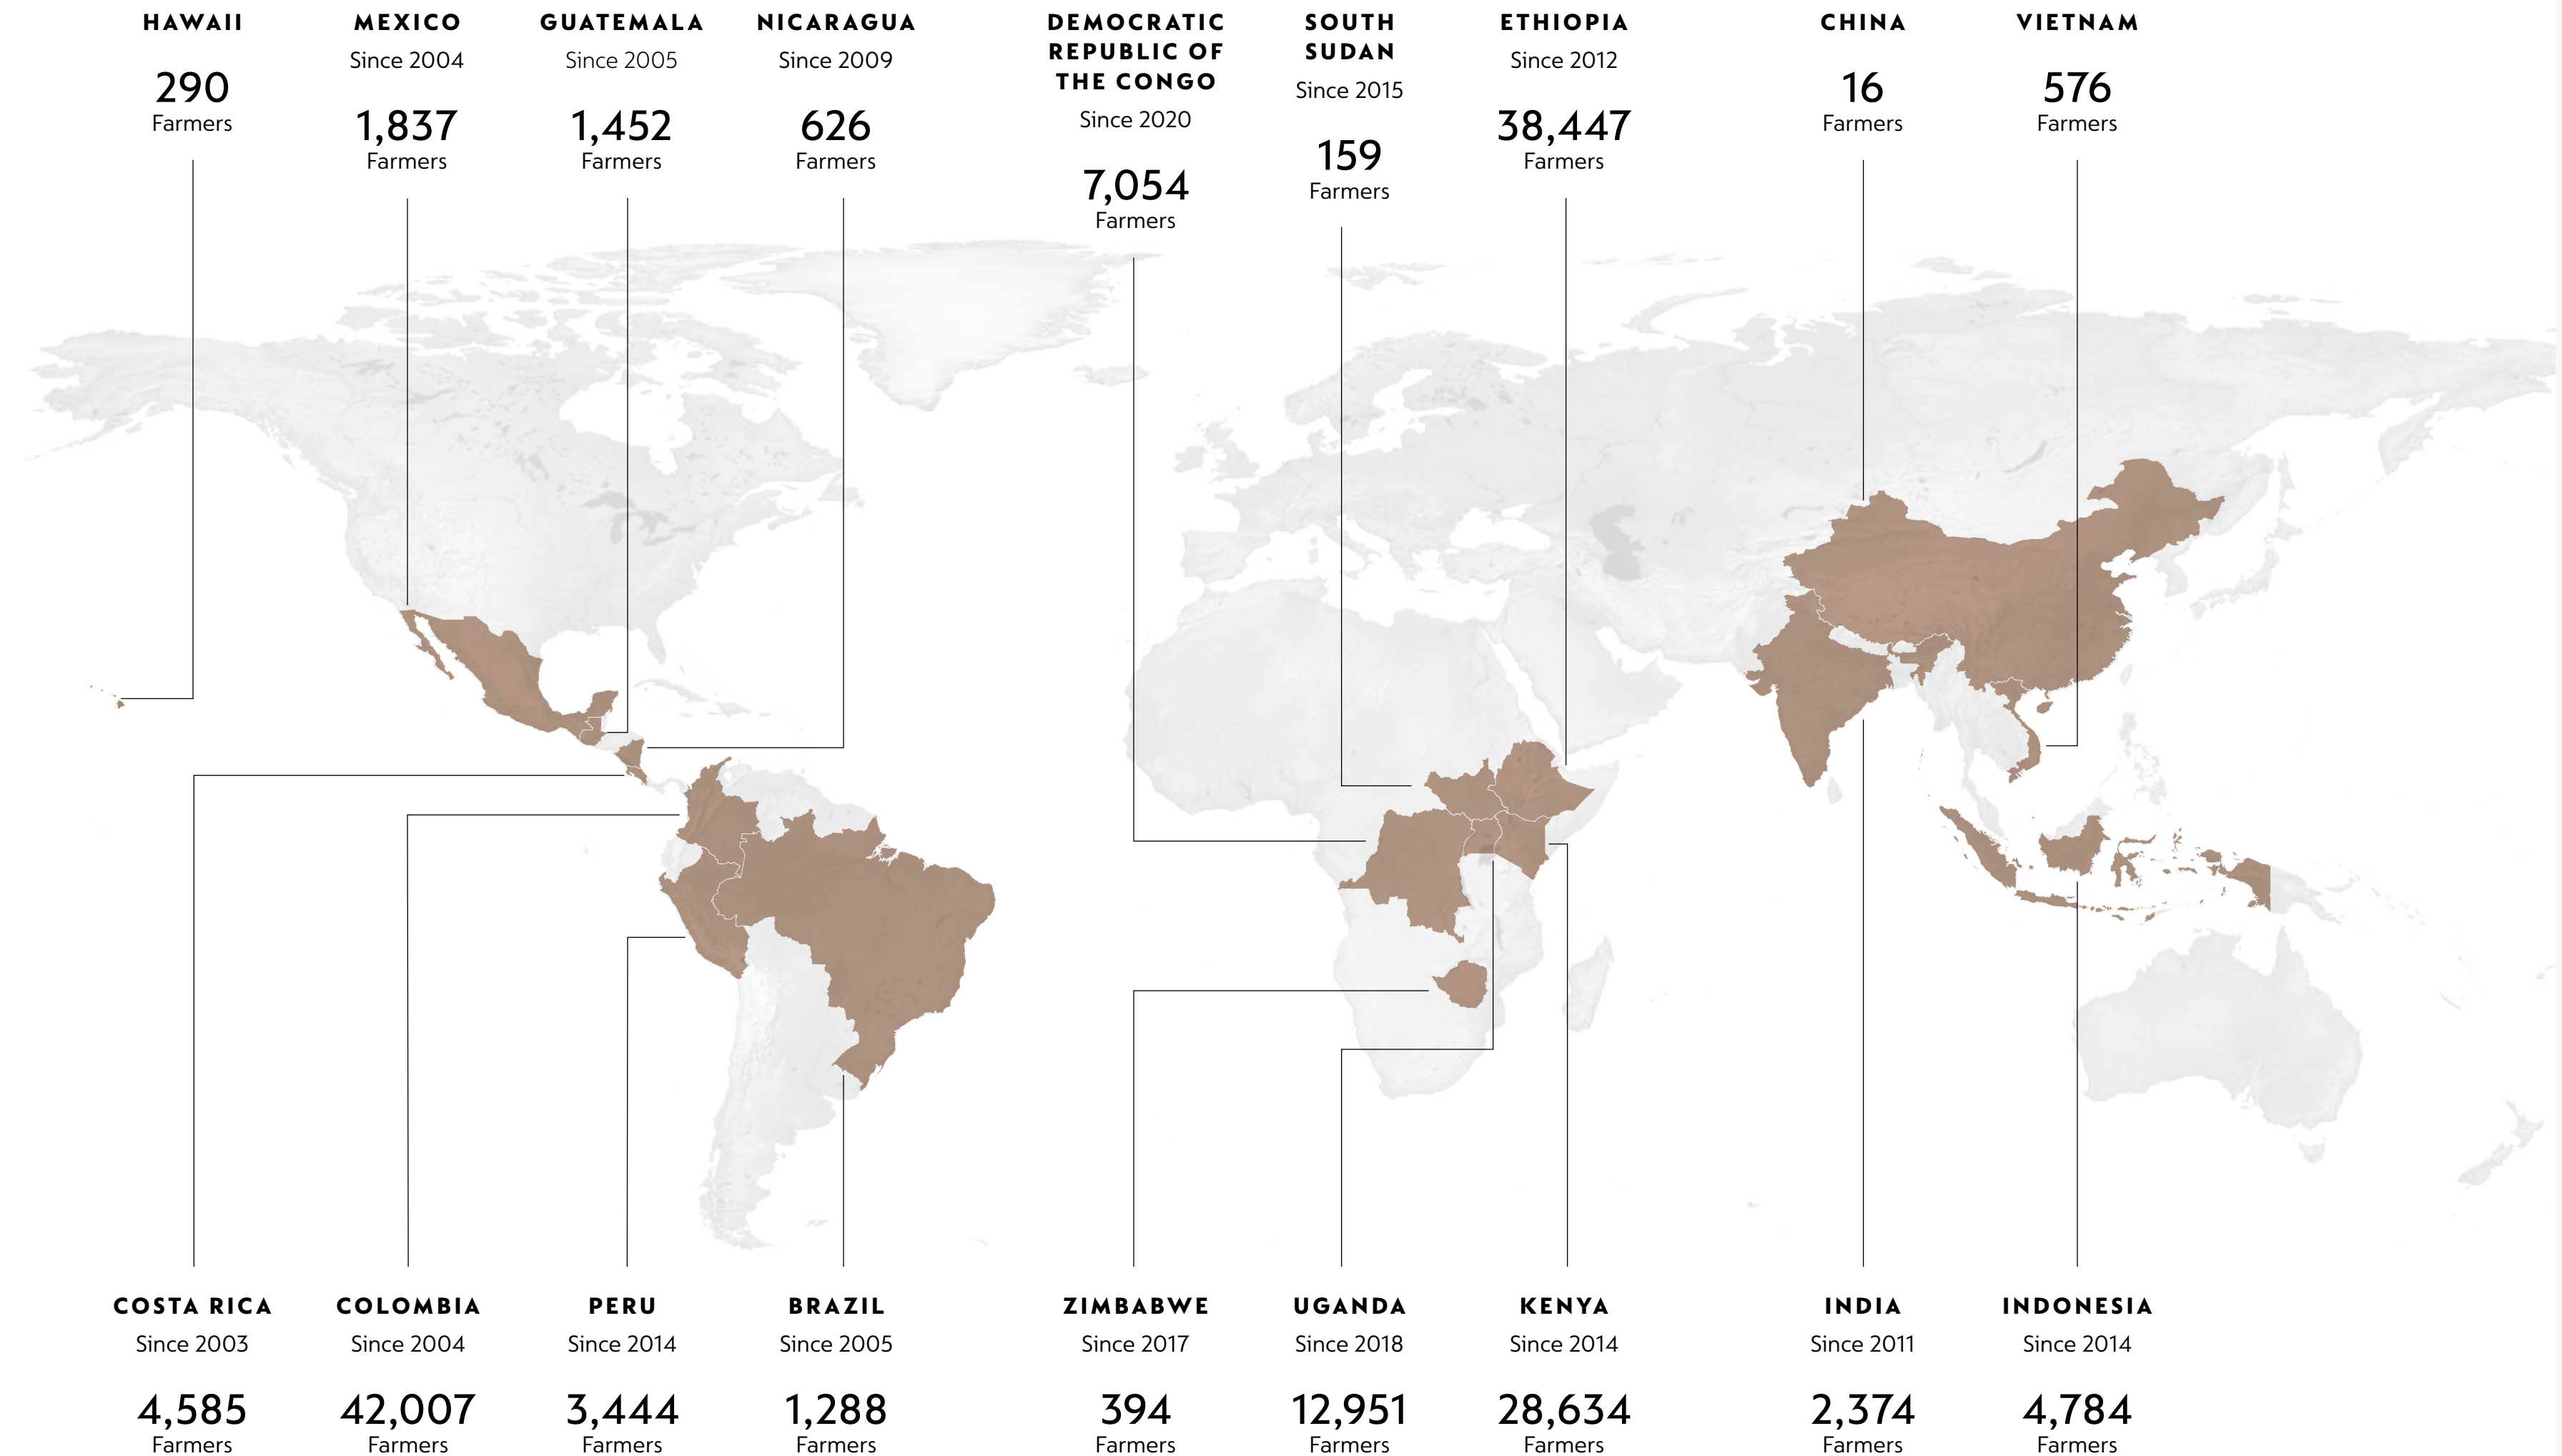 HAWAII
290
Farmers
MEXICO
Since 2004
1,837
Farmers
GUATEMALA
Since 2005
1,452
Farmers
NICARAGUA
Since 2009
626
Farmers
DEMOCRATIC
REPUBLIC OF
THE CONGO
Since 2020
7,054
Farmers
SOUTH
SUDAN
Since 2015
159
Farmers
ETHIOPIA
Since 2012
38,447
Farmers
CHINA
16
Farmers
VIETNAM
576
Farmers
COSTA RICA
Since 2003
4,585
Farmers
COLOMBIA
Since 2004
42,007
Farmers
PERU
Since 2014
3,444
Farmers
BRAZIL
Since 2005
1,288
Farmers
ZIMBABWE
Since 2017
394
Farmers
UGANDA
Since 2018
12,951
Farmers
KENYA
Since 2014
28,634
Farmers
INDIA
Since 2011
2,374
Farmers
INDONESIA
Since 2014
4,784
Farmers